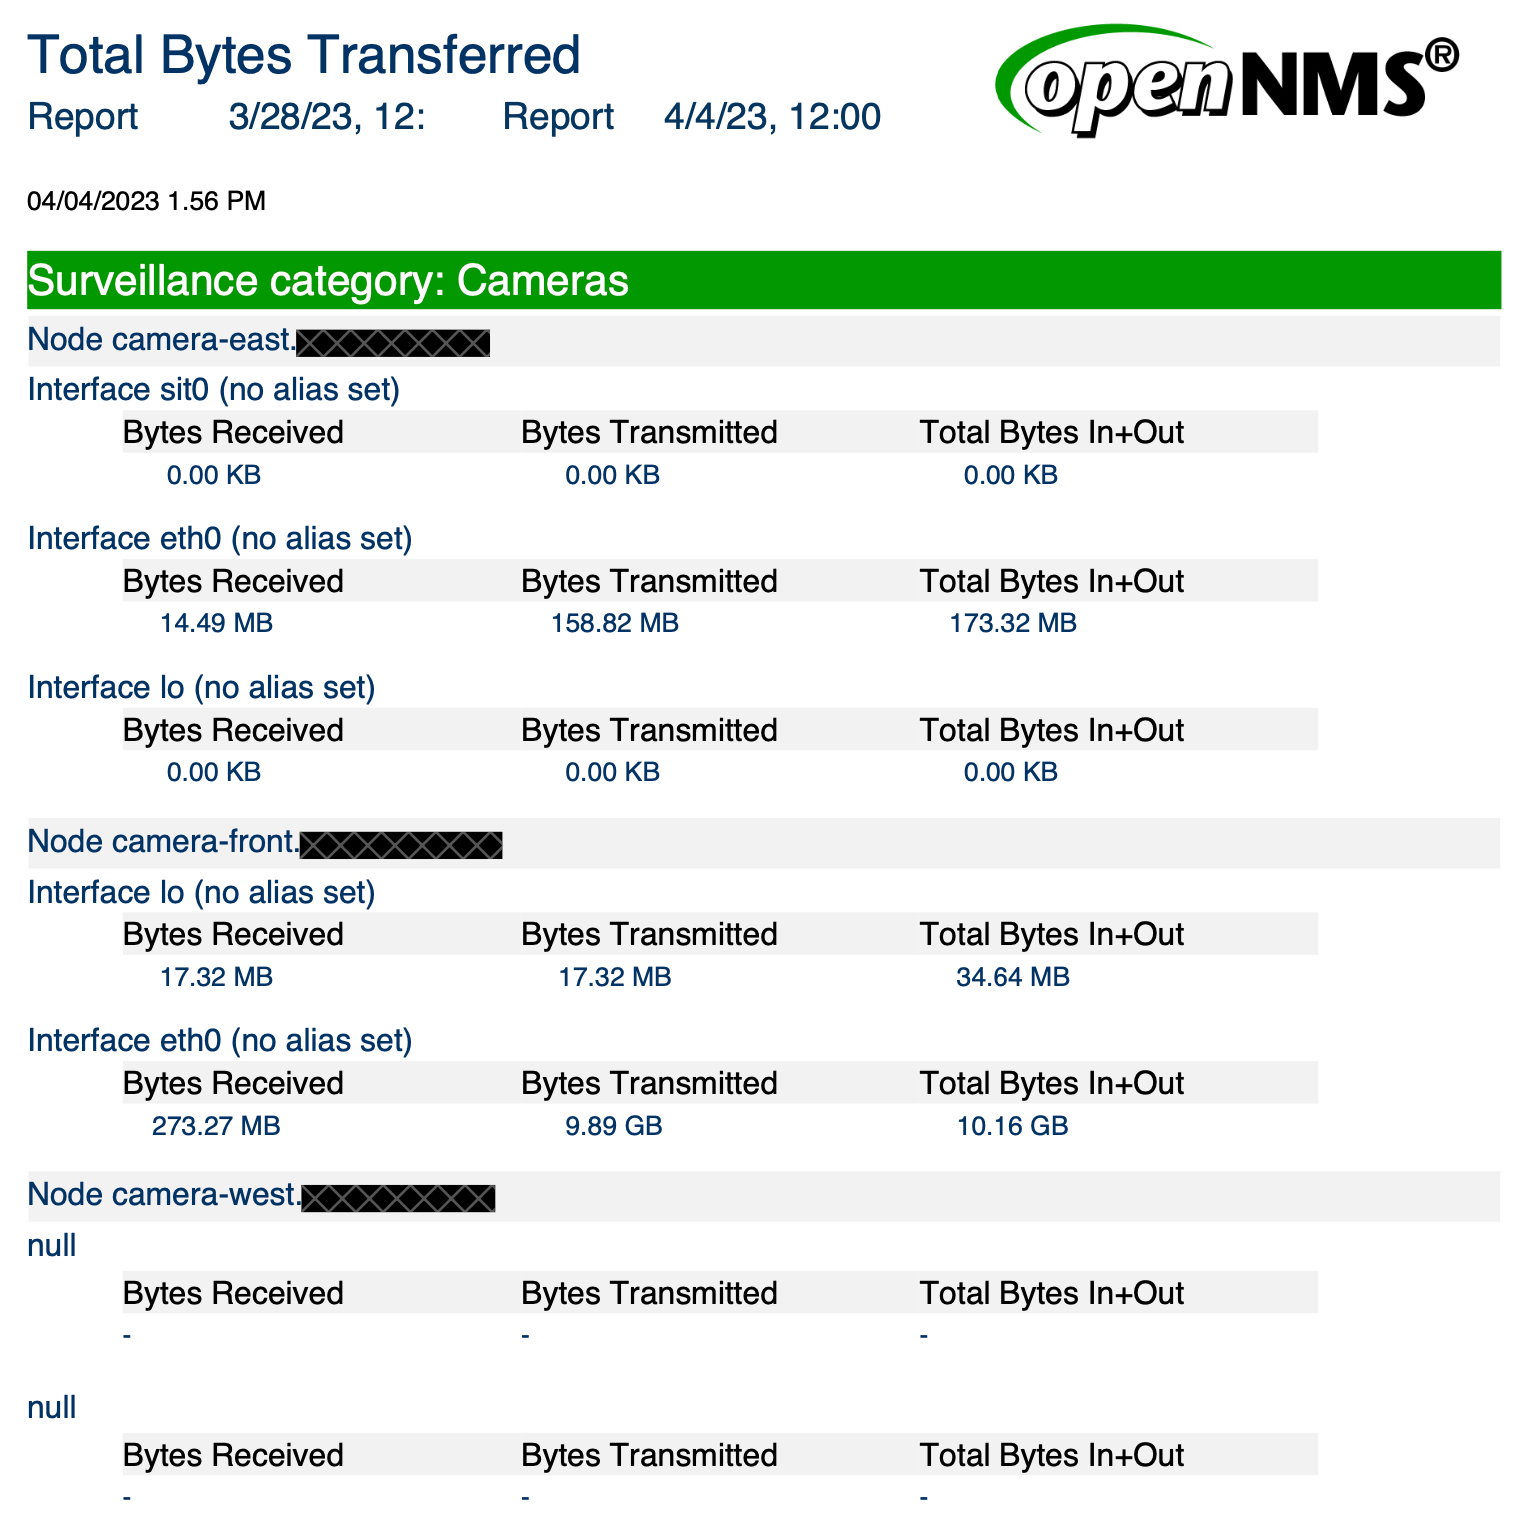 Total Bytes Transferred
openNMS®
Report 3/28/23, 12: Report 4/4/23, 12:00
04/04/2023 1.56 PM
Surveillance category: Cameras
Node camera-east.
Interface sit0 (no alias set)
Bytes Received Bytes Transmitted Total Bytes In+Out
0.00 KB 0.00 KB 0.00 KB
Interface eth0 (no alias set)
Bytes Received Bytes Transmitted Total Bytes In+Out
14.49 MB 158.82 MB 173.32 MB
Interface lo (no alias set)
Bytes Received Bytes Transmitted Total Bytes In+Out
0.00 KB 0.00 KB 0.00 KB
Node camera-front.
Interface lo (no alias set)
Bytes Received Bytes Transmitted Total Bytes In+Out
17.32 MB 17.32 MB 34.64 MB
Interface eth0 (no alias set)
Bytes Received Bytes Transmitted Total Bytes In+Out
273.27 MB 9.89 GB 10.16 GB
Node camera-west.
null
Bytes Received Bytes Transmitted Total Bytes In+Out
- - -
null
Bytes Received Bytes Transmitted Total Bytes In+Out
- - -